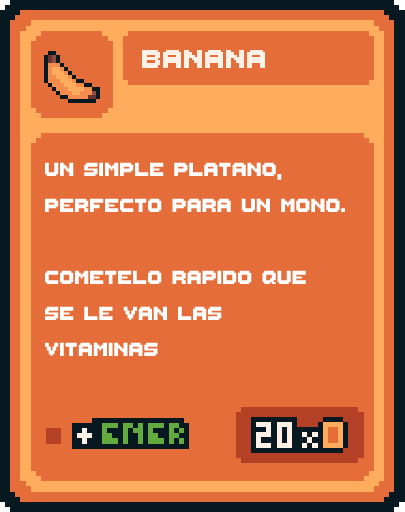 BANANA
UN SIMPLE PLATANO,
PERFECTO PARA UN MONO.
COMETELO RAPIDO QUE
SE LE VAN LAS
VITAMINAS
+ENER
20x